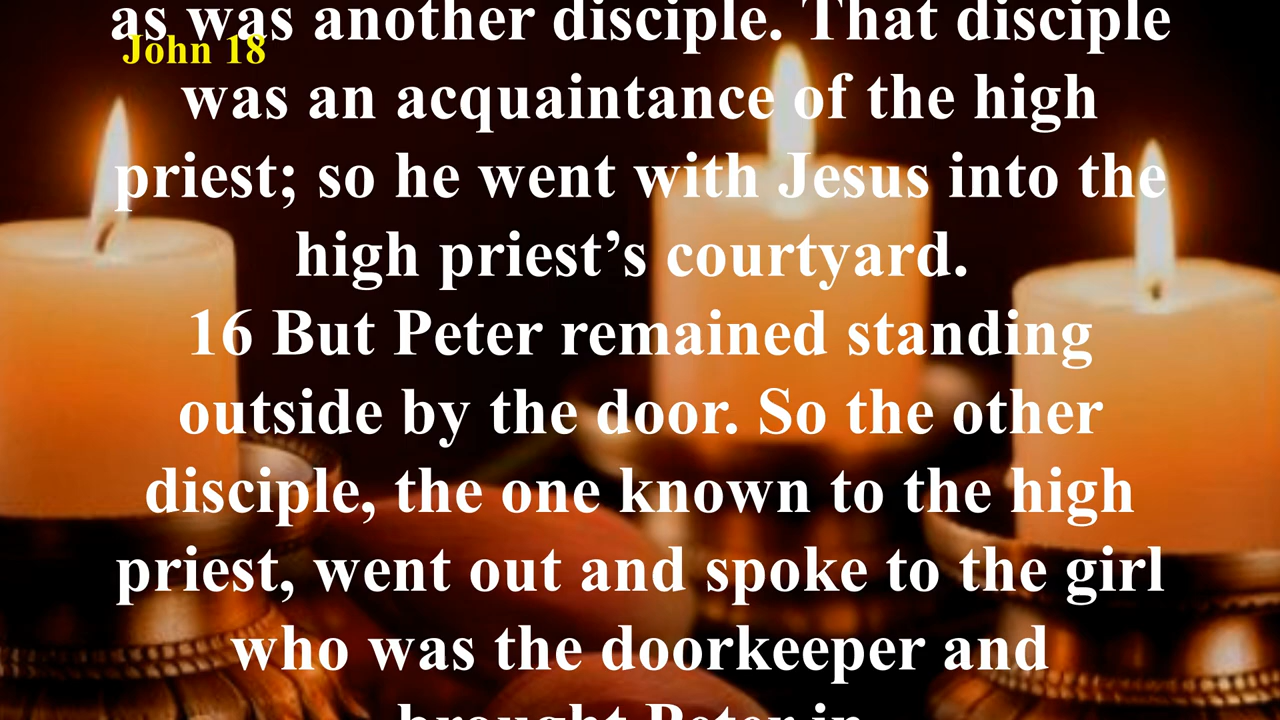 as was another disciple. That disciple
John 18
was an acquaintance of the high
priest; so he went with Jesus into the
high priest’s courtyard.
16 But Peter remained standing
outside by the door. So the other
disciple, the one known to the high
priest, went out and spoke to the girl
who was the doorkeeper and
brought Peter in.